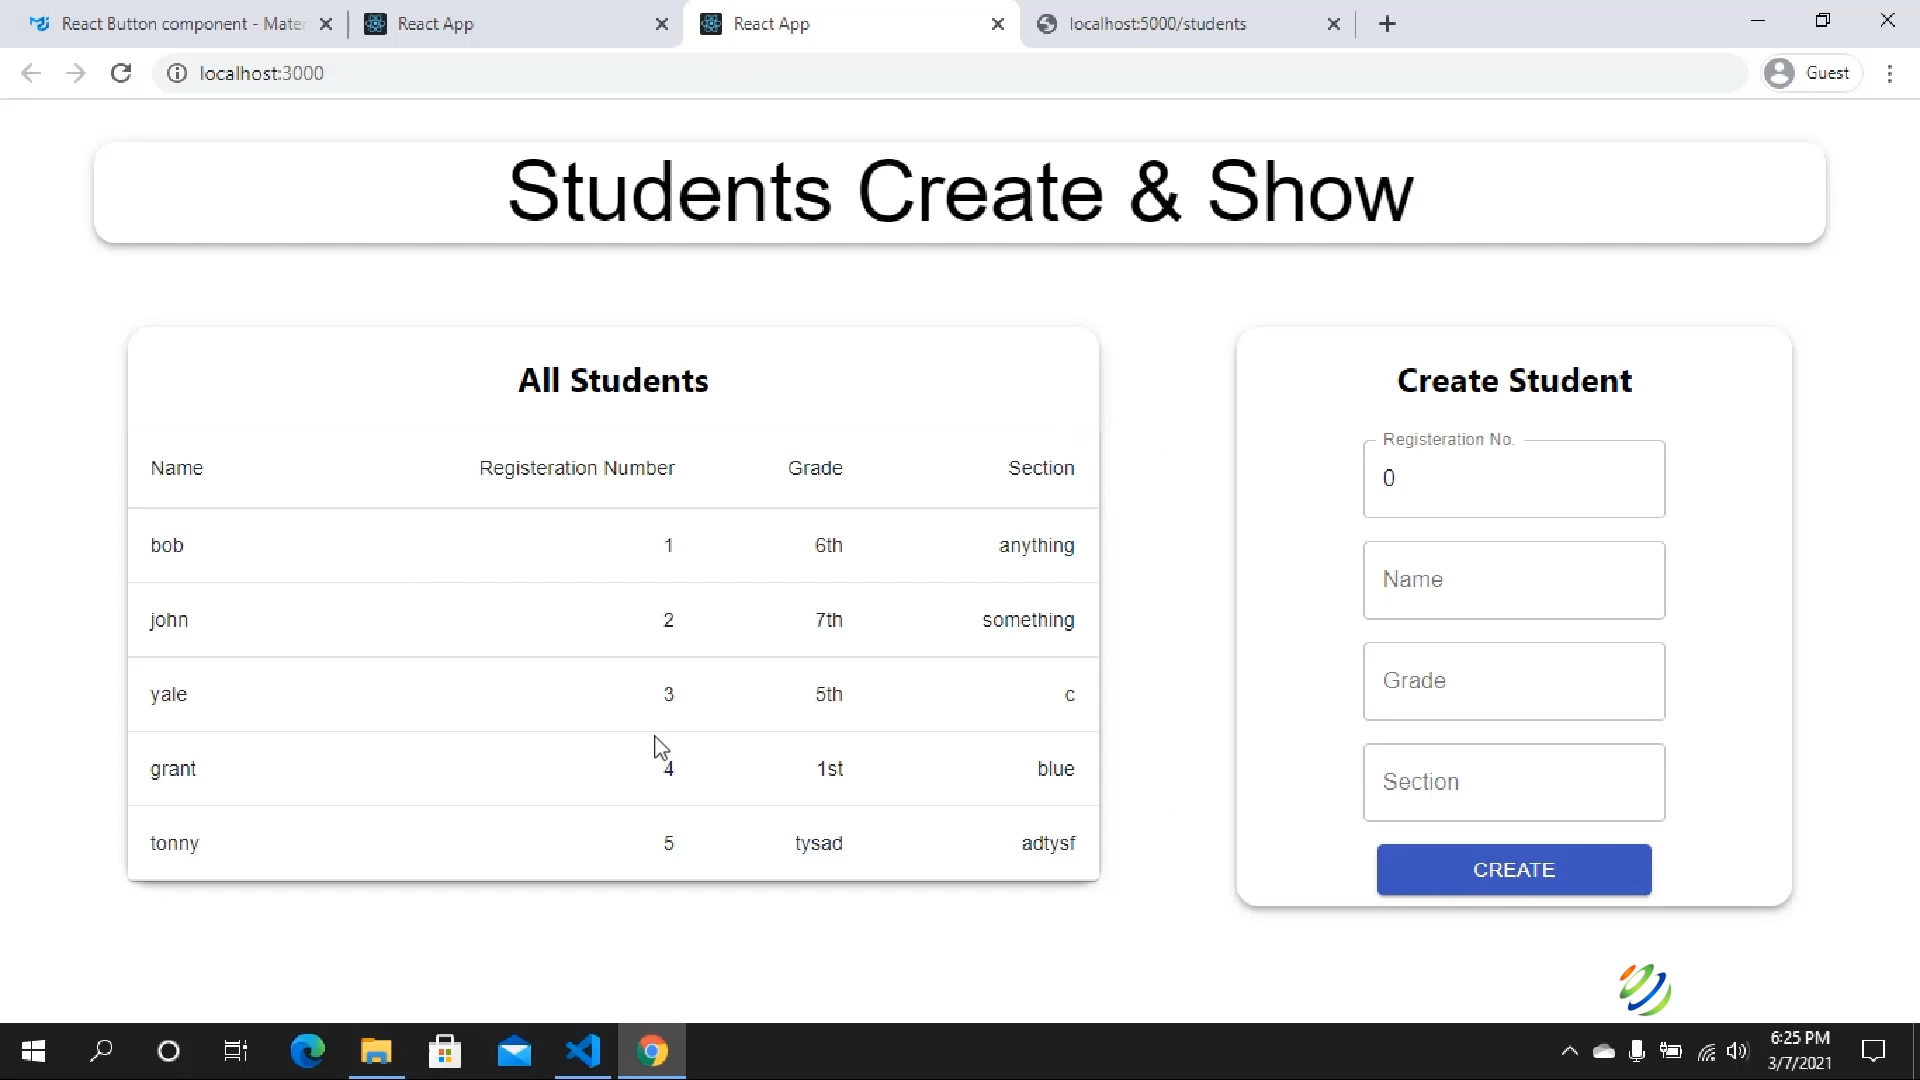 React Button component - Mater
React App
React App
localhost:5000/students
localhost:3000
Guest
Students Create & Show
All Students
Name Registeration Number Grade Section
bob 1 6th anything
john 2 7th something
yale 3 5th c
grant 4 1st blue
tonny 5 tysad adtysf
Create Student
Registeration No.
0
Name
Grade
Section
CREATE
6:25 PM
3/7/2021